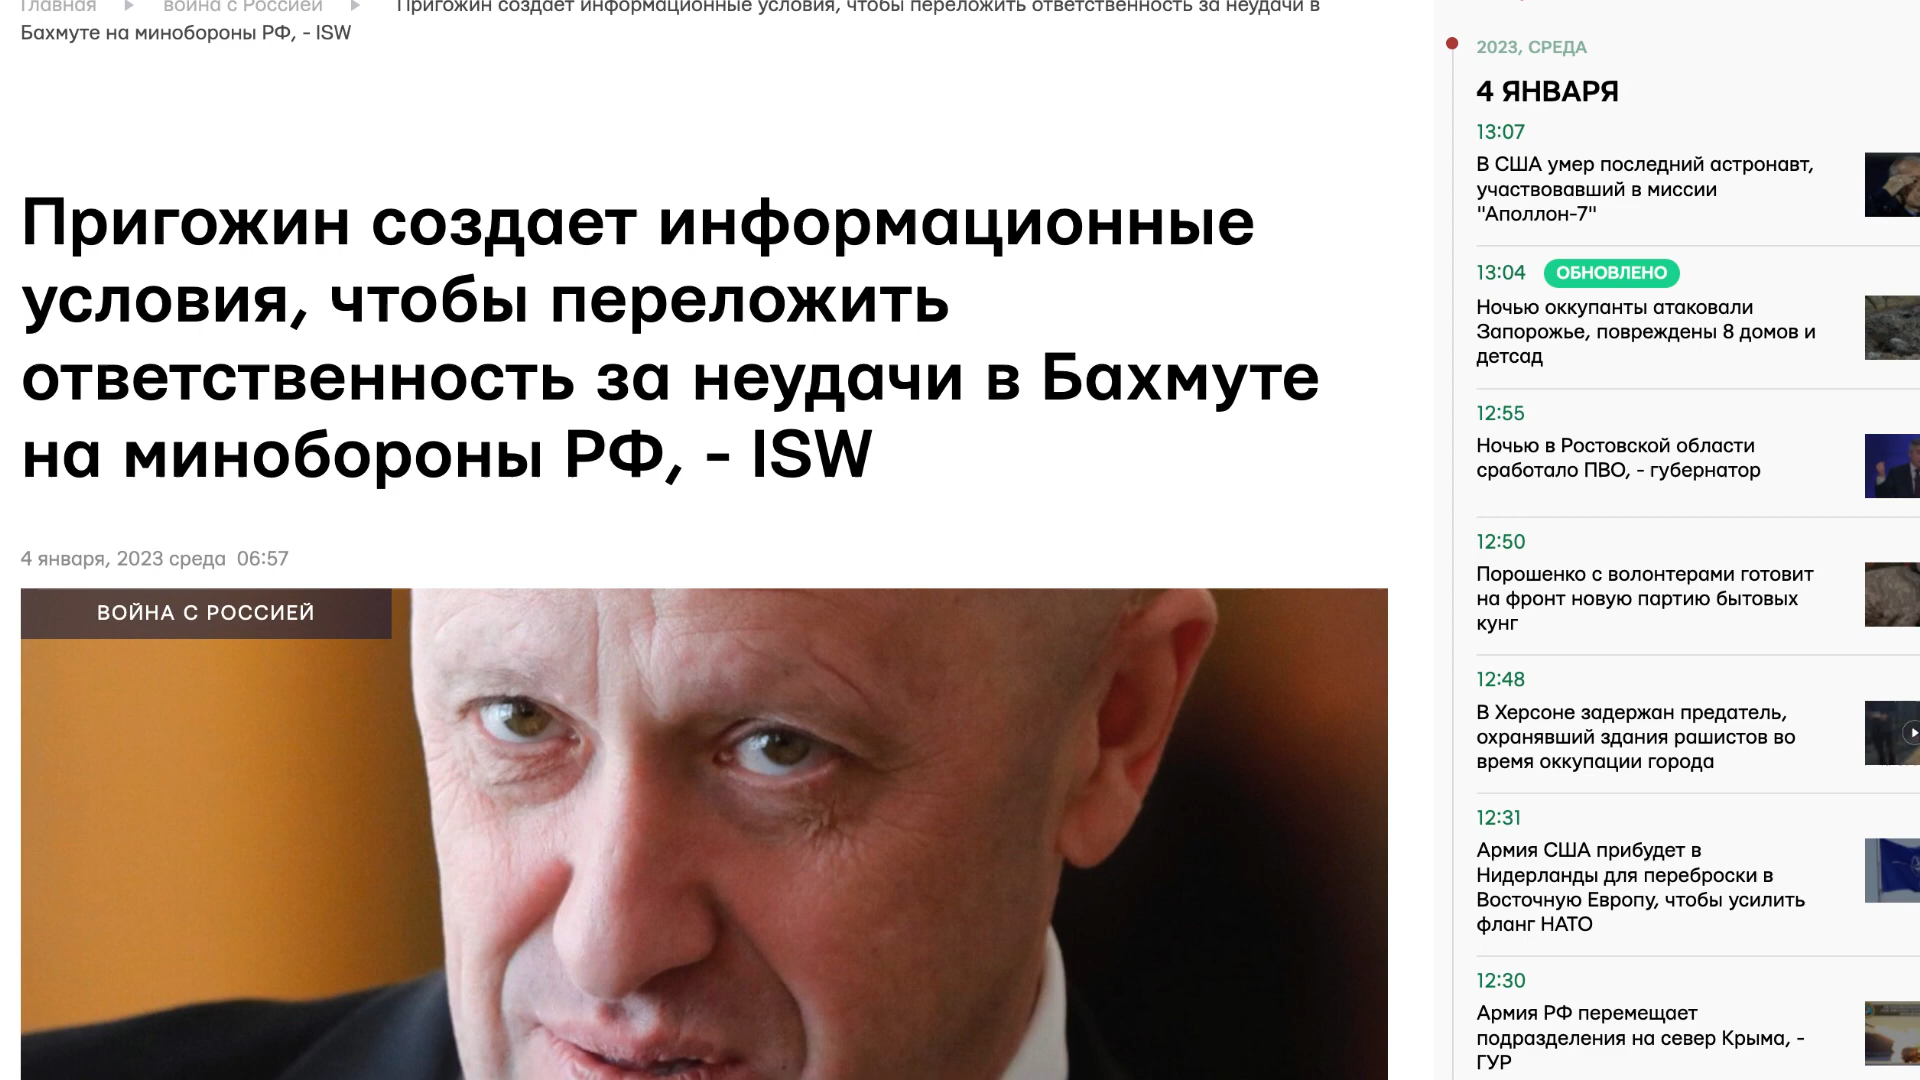 Главная ▶ Война с Россией ▶ Пригожин создает информационные условия, чтобы переложить ответственность за неудачи в
Бахмуте на минобороны РФ, - ISW
Пригожин создает информационные
условия, чтобы переложить
ответственность за неудачи в Бахмуте
на минобороны РФ, - ISW
4 января, 2023 среда 06:57
ВОЙНА С РОССИЕЙ
2023, СРЕДА
4 ЯНВАРЯ
13:07
В США умер последний астронавт,
участвовавший в миссии
"Аполлон-7"
13:04 ОБНОВЛЕНО
Ночью оккупанты атаковали
Запорожье, повреждены 8 домов и
детсад
12:55
Ночью в Ростовской области
сработало ПВО, - губернатор
12:50
Порошенко с волонтерами готовит
на фронт новую партию бытовых
кунг
12:48
В Херсоне задержан предатель,
охранявший здания рашистов во
время оккупации города
12:31
Армия США прибудет в
Нидерланды для переброски в
Восточную Европу, чтобы усилить
фланг НАТО
12:30
Армия РФ перемещает
подразделения на север Крыма, -
ГУР